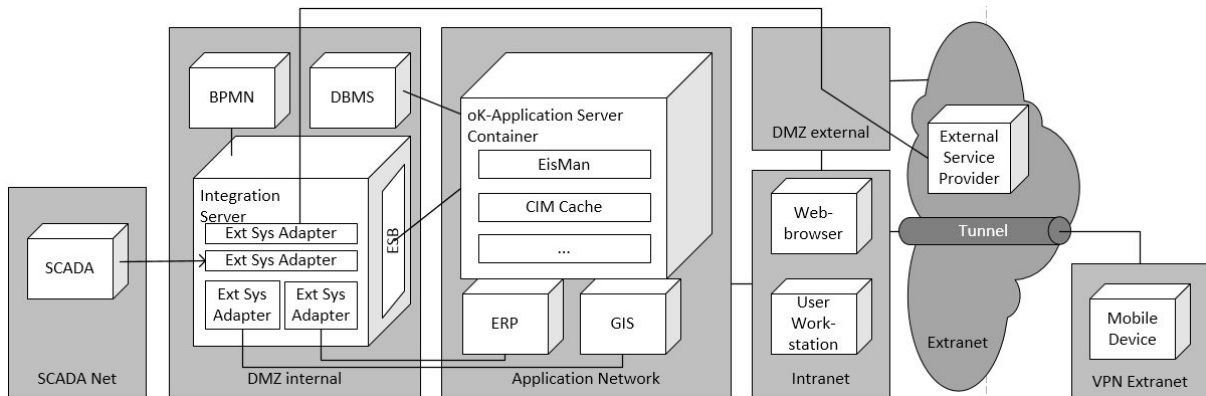 SCADA
SCADA Net
BPMN
DBMS
Integration
Server
Ext Sys Adapter
Ext Sys Adapter
Ext Sys
Adapter
Ext Sys
Adapter
ESB
DMZ internal
oK-Application Server
Container
EisMan
CIM Cache
...
ERP
GIS
Application Network
DMZ external
Web-
browser
User
Work-
station
Intranet
External
Service
Provider
Tunnel
Extranet
Mobile
Device
VPN Extranet